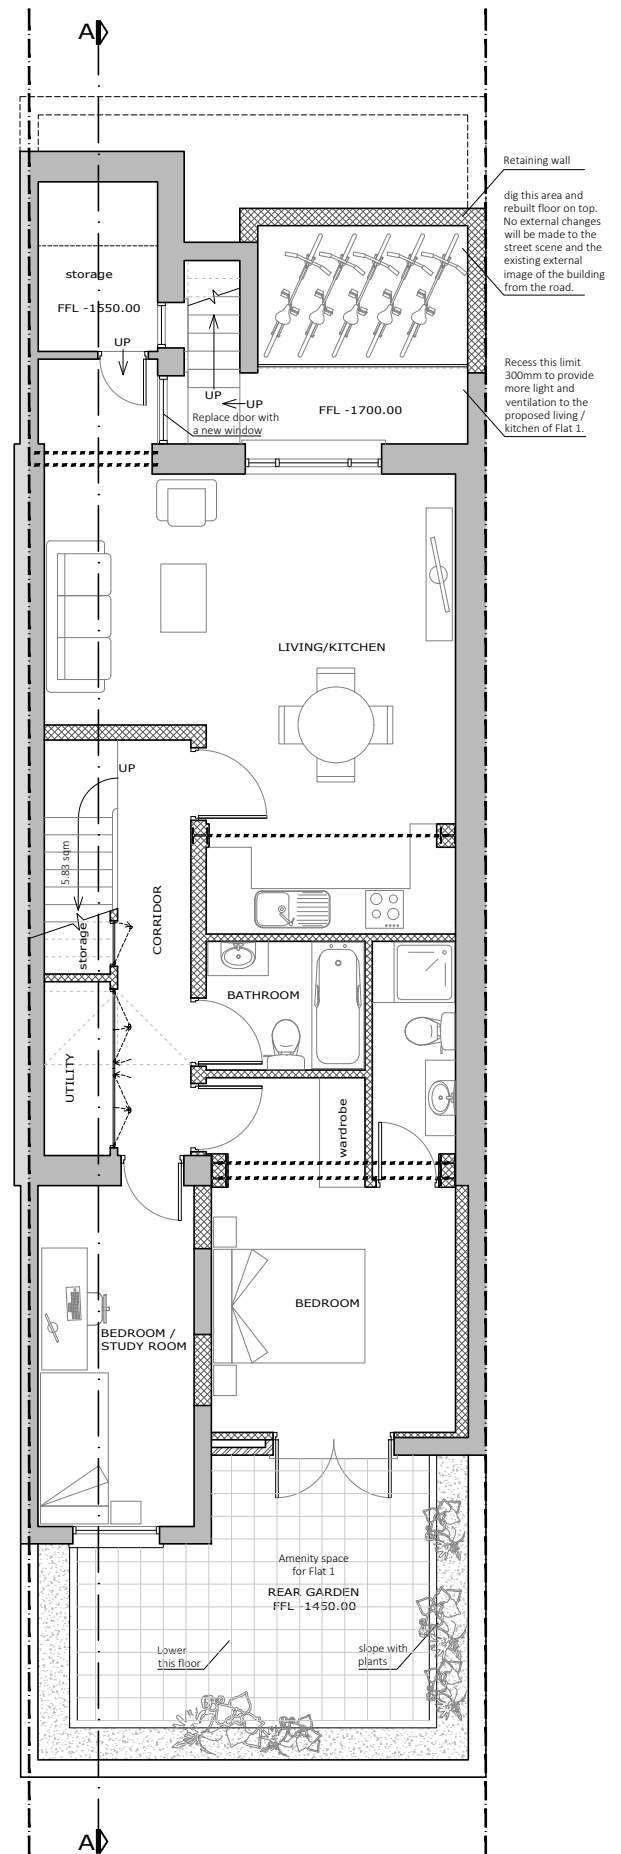 A
Retaining wall
dig this area and
rebuilt floor on top.
No external changes
will be made to the
street scene and the
existing external
image of the building
from the road.
storage
FFL -1550.00
UP
UP
UP
Replace door with
a new window
FFL -1700.00
Recess this limit
300mm to provide
more light and
ventilation to the
proposed living /
kitchen of Flat 1.
LIVING/KITCHEN
UP
5.83 sqm
storage
CORRIDOR
BATHROOM
UTILITY
wardrobe
BEDROOM
BEDROOM /
STUDY ROOM
Amenity space
for Flat 1
REAR GARDEN
FFL -1450.00
Lower
this floor
slope with
plants
A